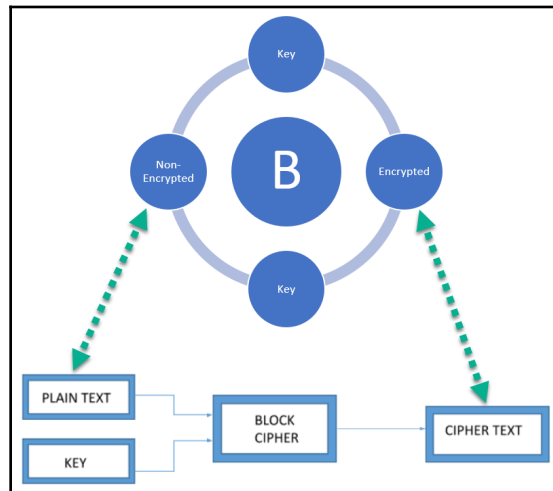 Key
Non-
Encrypted
B
Encrypted
Key
PLAIN TEXT
BLOCK
CIPHER
CIPHER TEXT
KEY